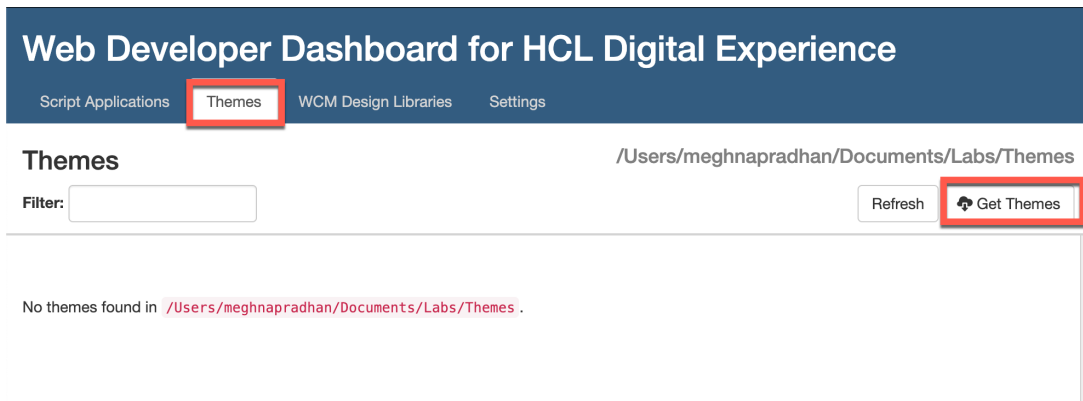 Web Developer Dashboard for HCL Digital Experience
Script Applications Themes WCM Design Libraries Settings
Themes /Users/meghnapradhan/Documents/Labs/Themes
Filter: Refresh Get Themes
No themes found in /Users/meghnapradhan/Documents/Labs/Themes.